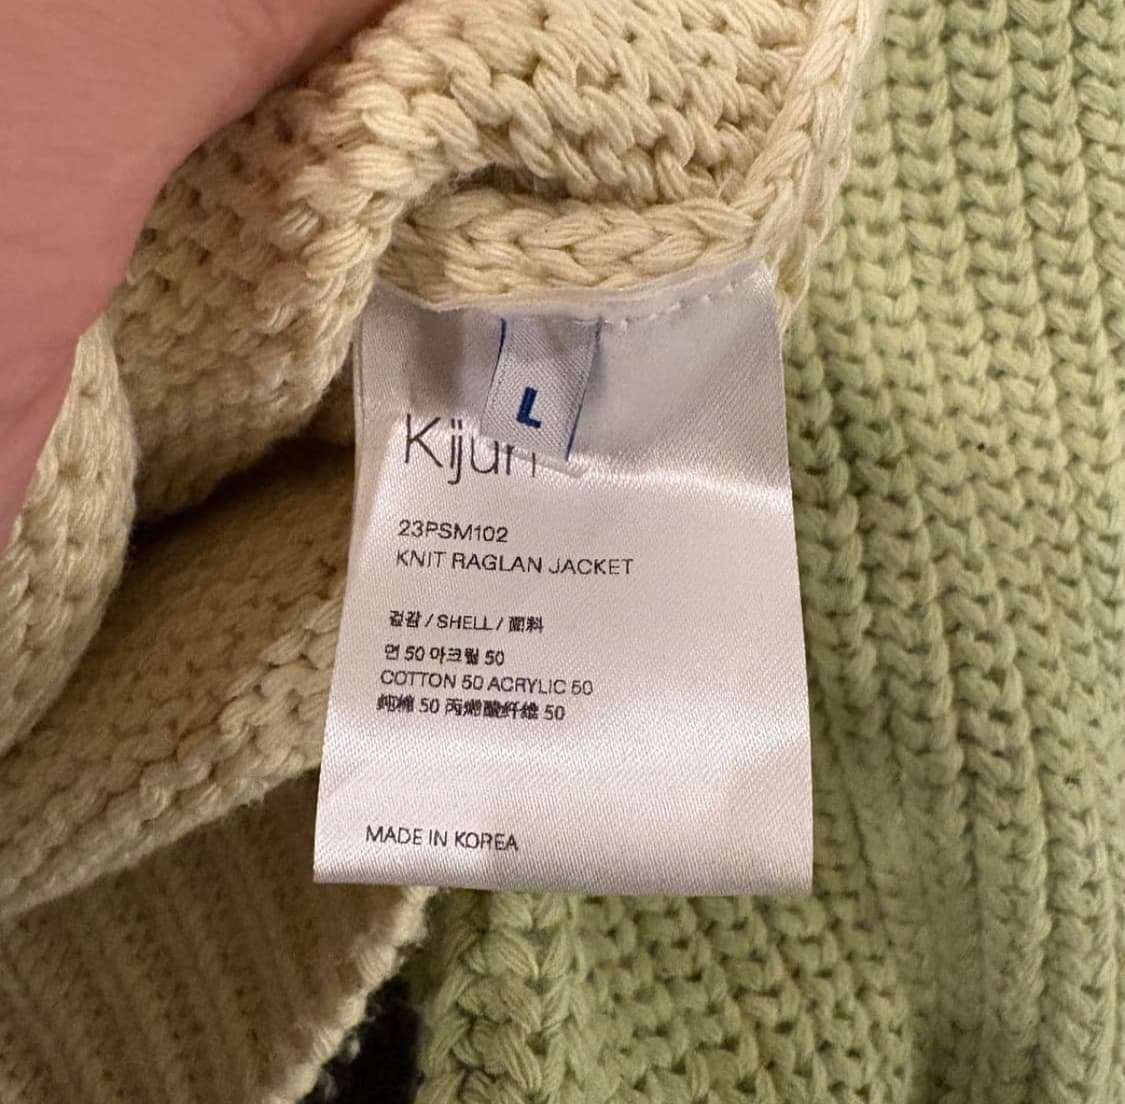 L
Kijun
23PSM102
KNIT RAGLAN JACKET
겉감 / SHELL / 面料
면 50 아크릴 50
COTTON 50 ACRYLIC 50
纯棉 50 丙烯酸纤维 50
MADE IN KOREA